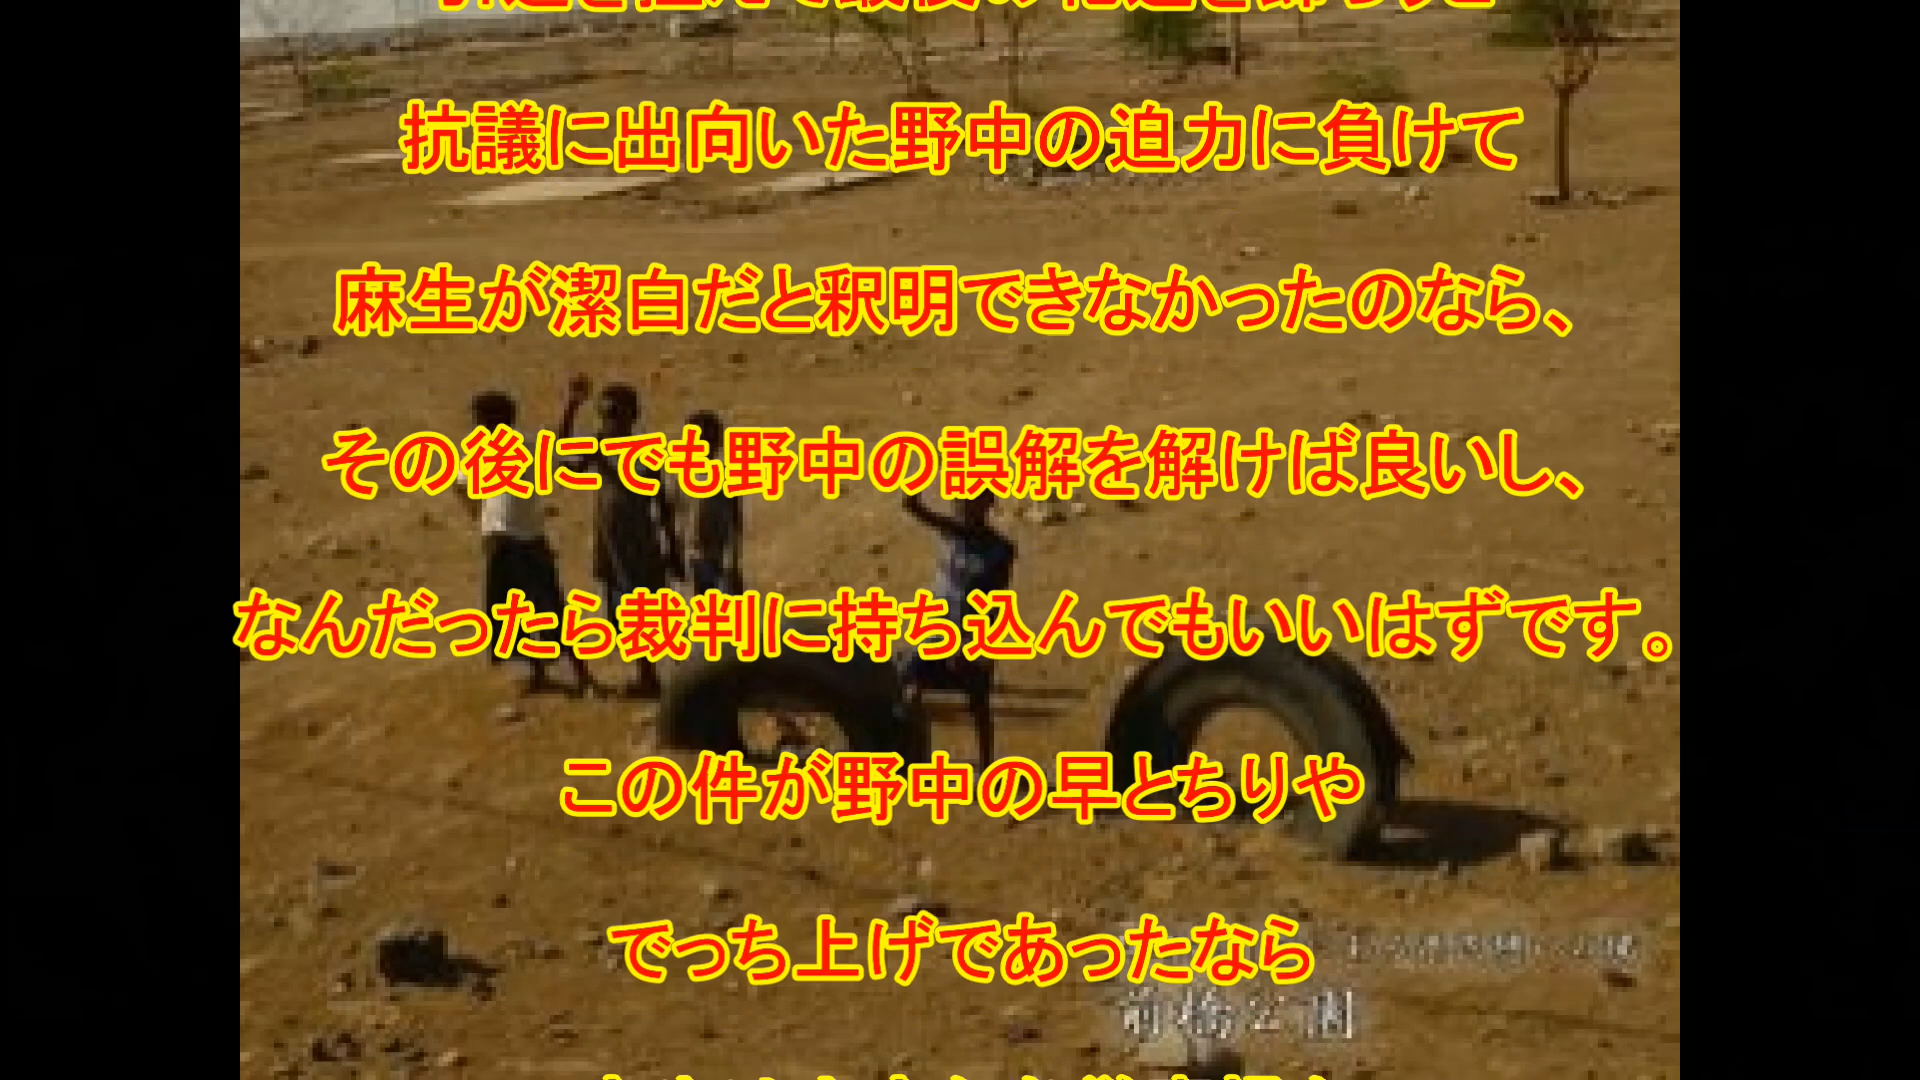 抗議に出向いた野中の迫力に負けて
麻生が潔白だと釈明できなかったのなら、
その後にでも野中の誤解を解けば良いし、
なんだったら裁判に持ち込んでもいいはずです。
この件が野中の早とちりや
でっち上げであったなら
前橋公園